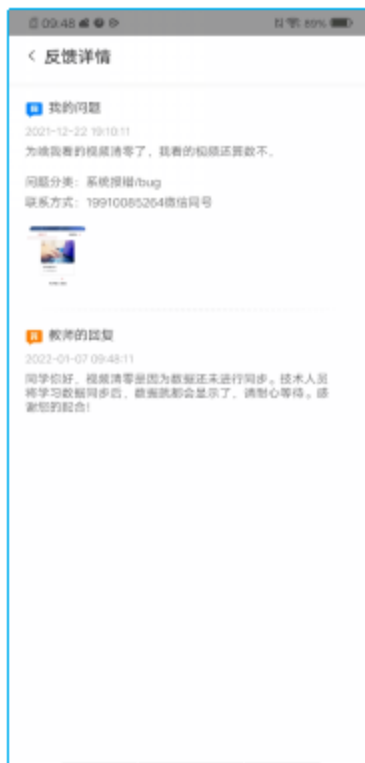 09:48
89%
反馈详情
我的问题
2021-12-22 19:10:11
为啥我看的视频清零了，我看的视频还算数不。
问题分类：系统报错/bug
联系方式：19910085264微信同号
教师的回复
2022-01-07 09:48:11
同学你好，视频清零是因为数据还未进行同步。技术人员
将学习数据同步后，数据就都会显示了，请耐心等待。感
谢您的配合！